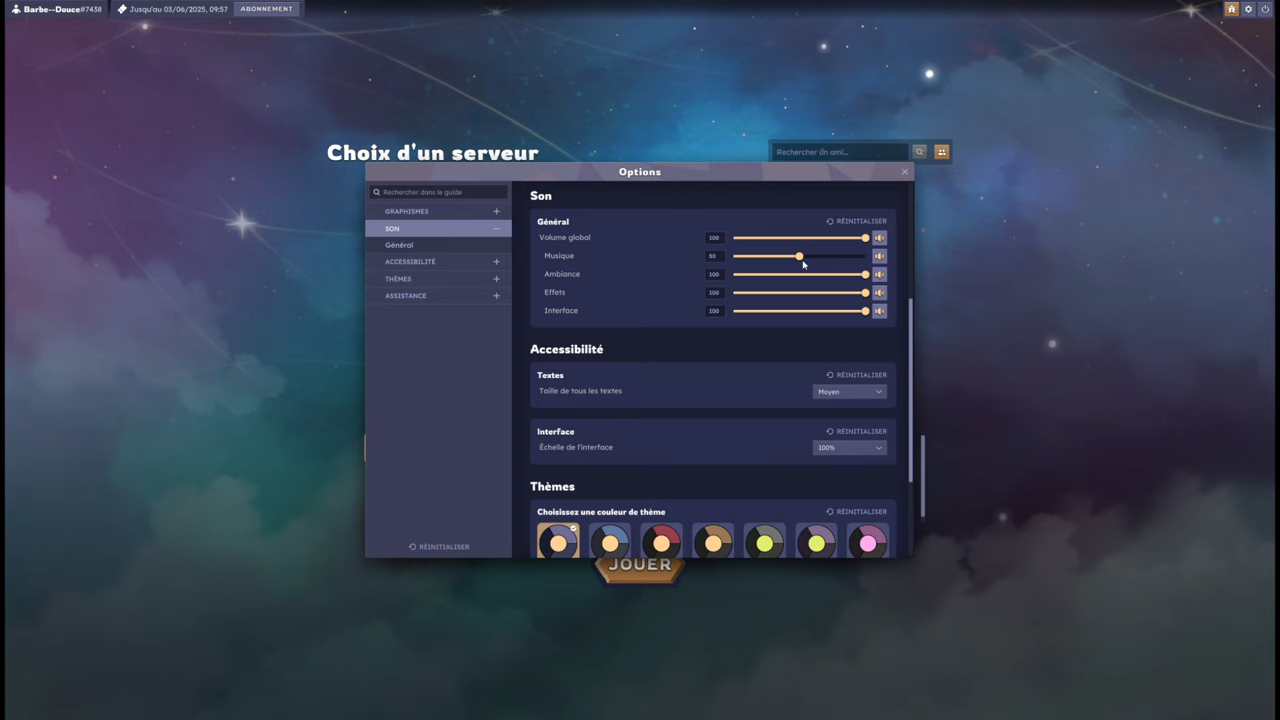 Barbe--Douce#7438 Jusqu'au 03/06/2025, 09:57 ABONNEMENT
Choix d'un serveur
Rechercher un ami...
Options
Rechercher dans le guide
GRAPHISMES
SON
Général
ACCESSIBILITÉ
THÈMES
ASSISTANCE
RÉINITIALISER
Son
Général RÉINITIALISER
Volume global 100
Musique 50
Ambiance 100
Effets 100
Interface 100
Accessibilité
Textes RÉINITIALISER
Taille de tous les textes Moyen
Interface RÉINITIALISER
Échelle de l'interface 100%
Thèmes
Choisissez une couleur de thème RÉINITIALISER
JOUER